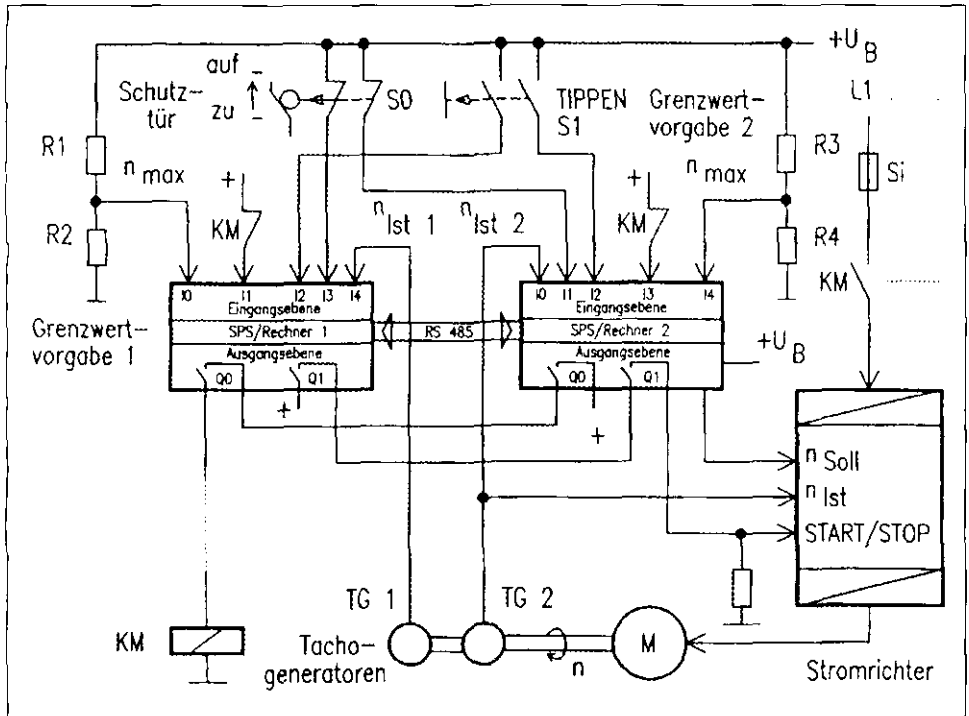 +U_B
auf
Schutz-
tür
zu
S0
TIPPEN
S1
Grenzwert-
vorgabe 2
L1
R1
n max
n max
R3
Si
+
+
R2
KM
n Ist 1
n Ist 2
KM
R4
KM
I0 I1 I2 I3 I4
I0 I1 I2 I3 I4
Eingangsebene
Eingangsebene
Grenzwert-
vorgabe 1
SPS/Rechner 1
RS 485
SPS/Rechner 2
Ausgangsebene
Ausgangsebene
+U_B
Q0 Q1
Q0 Q1
+
+
n Soll
n Ist
START/STOP
TG 1
TG 2
KM
Tacho-
generatoren
n
M
Stromrichter